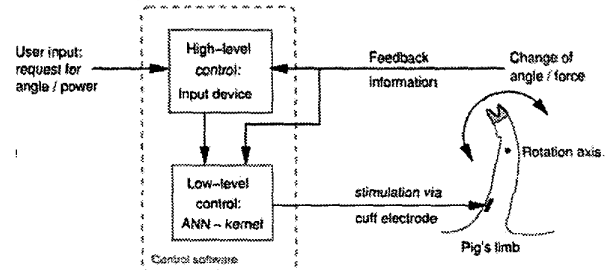 User input:
request for
angle / power
High-level
control:
Input device
Feedback
information
Change of
angle / force
Rotation axis
Low-level
control:
ANN - kernel
stimulation via
cuff electrode
Pig's limb
Control software